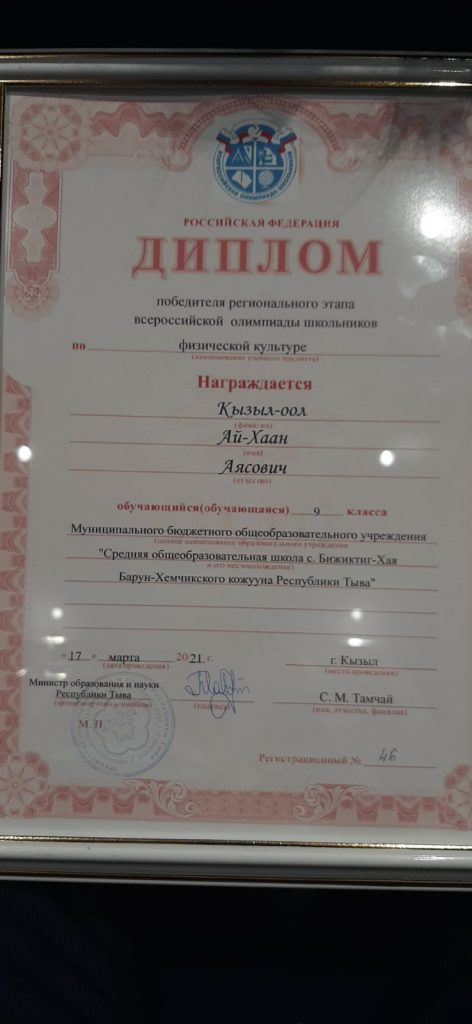 ВСЕРОССИЙСКАЯ ОЛИМПИАДА ШКОЛЬНИКОВ
РОССИЙСКАЯ ФЕДЕРАЦИЯ
ДИПЛОМ
победителя регионального этапа
всероссийской олимпиады школьников
по физической культуре
(наименование учебного предмета)
Награждается
Кызыл-оол
(фамилия)
Ай-Хаан
(имя)
Аясович
(отчество)
обучающийся(обучающаяся) 9 класса
Муниципального бюджетного общеобразовательного учреждения
(полное наименование образовательного учреждения
"Средняя общеобразовательная школа с. Бижиктиг-Хая
и его местонахождение)
Барун-Хемчикского кожууна Республики Тыва"
"17" марта 2021 г. г. Кызыл
(дата проведения) (место проведения)
Министр образования и науки
Республики Тыва С. М. Тамчай
(подпись) (имя, отчество, фамилия)
М. П.
Регистрационный № 46